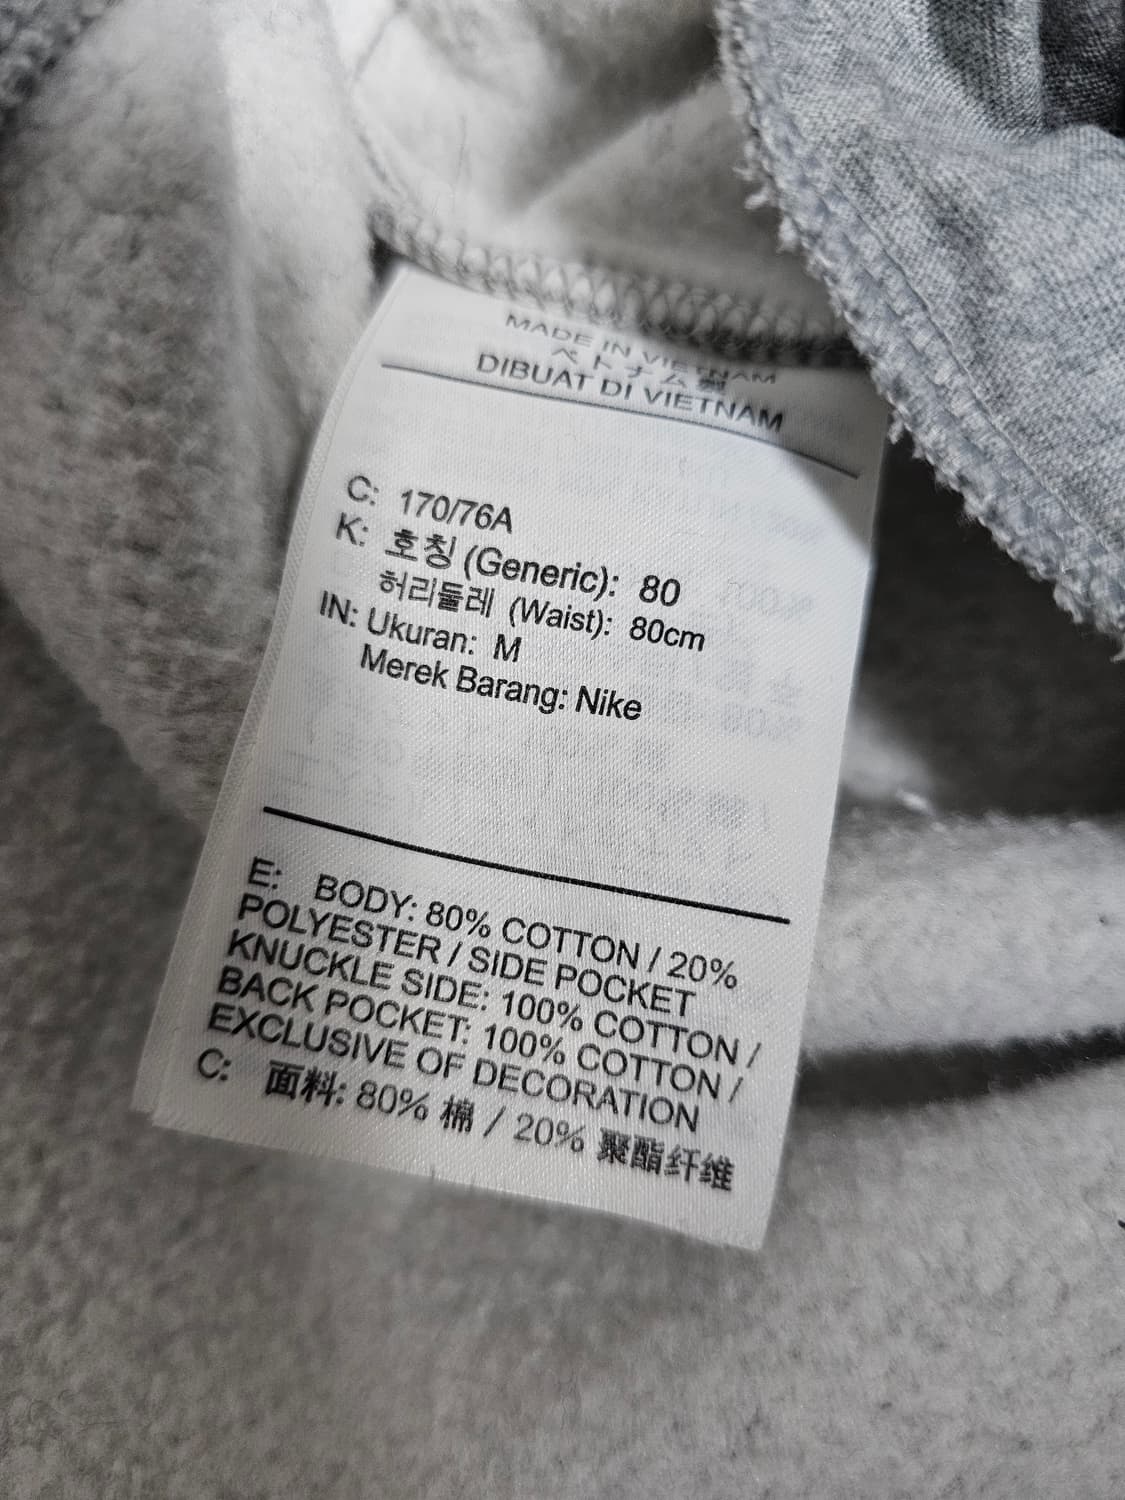 MADE IN VIETNAM
ベトナム製
DIBUAT DI VIETNAM
C: 170/76A
K: 호칭 (Generic): 80
허리둘레 (Waist): 80cm
IN: Ukuran: M
Merek Barang: Nike
E: BODY: 80% COTTON / 20%
POLYESTER / SIDE POCKET
KNUCKLE SIDE: 100% COTTON /
BACK POCKET: 100% COTTON /
EXCLUSIVE OF DECORATION
C: 面料: 80% 棉 / 20% 聚酯纤维